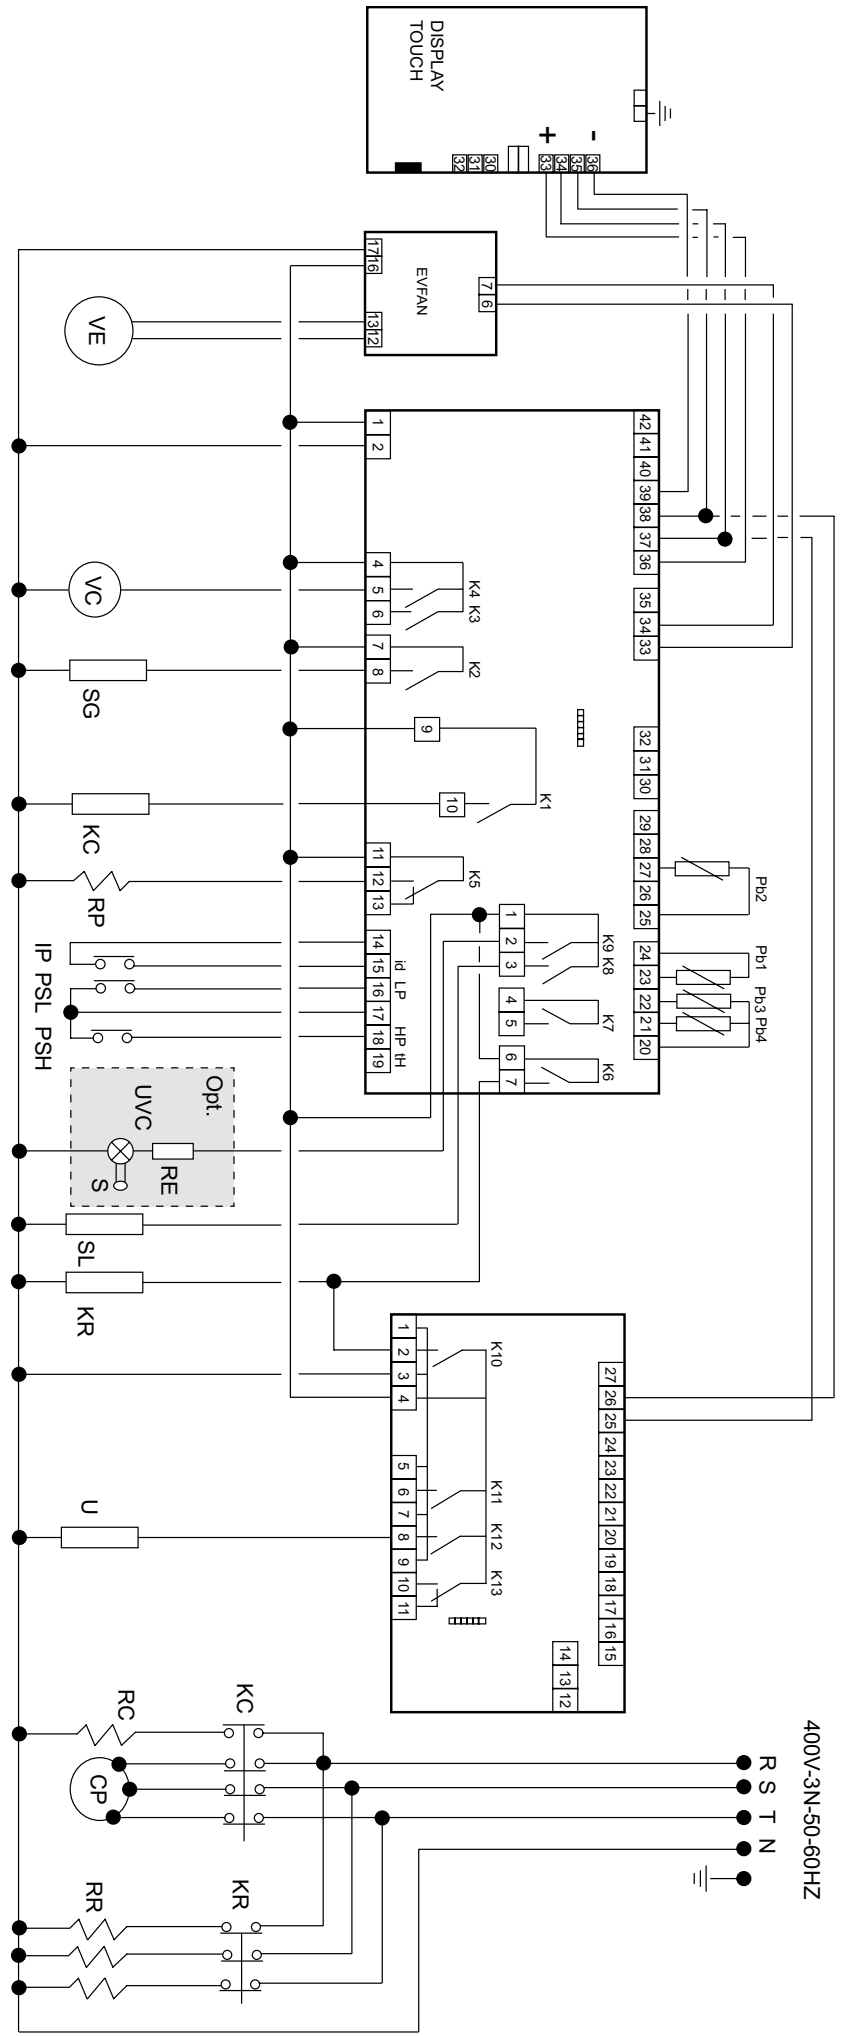 DISPLAY
TOUCH
+ -
32 31 30 33 34 35 36
EVFAN
17 16
13 12
7 6
VE
42 41 40 39 38 37 36
35 34 33
32 31 30
29 28 27 26 25
24 23 22 21 20
1 2
4 5 6
7 8
9
10
11 12 13
14 15 16 17 18 19
K4 K3
K2
K1
K5
id LP HP tH
1 2 3
4 5
6 7
K9 K8
K7
K6
Pb2
Pb1
Pb3 Pb4
VC
SG
KC
RP
IP PSL PSH
Opt.
UVC
RE
S
SL
KR
1 2 3 4
5 6 7 8 9 10 11
K10
K11
K12
K13
27 26 25 24 23 22 21 20 19 18 17 16 15
14 13 12
U
400V-3N-50-60HZ
R S T N
RC
KC
CP
RR
KR